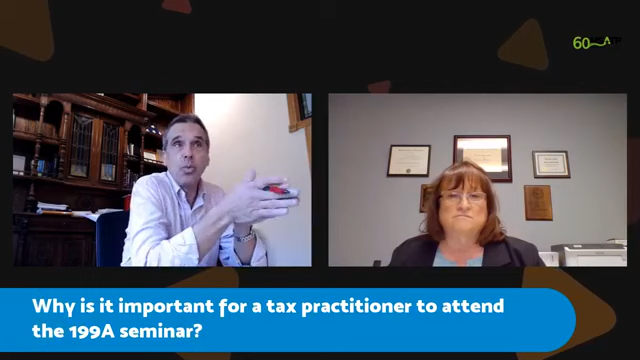 60
Why is it important for a tax practitioner to attend
the 199A seminar?